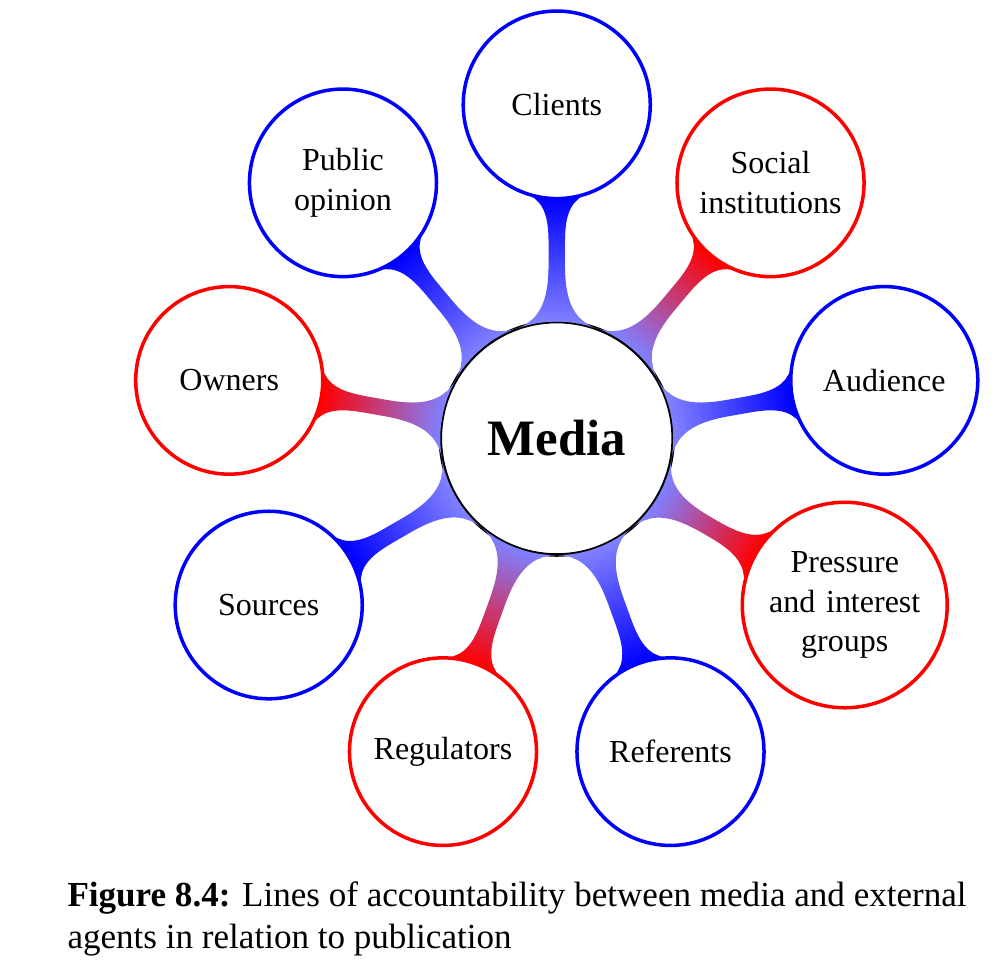 Clients
Public
opinion
Social
institutions
Owners
Audience
Media
Sources
Pressure
and interest
groups
Regulators
Referents
Figure 8.4: Lines of accountability between media and external
agents in relation to publication